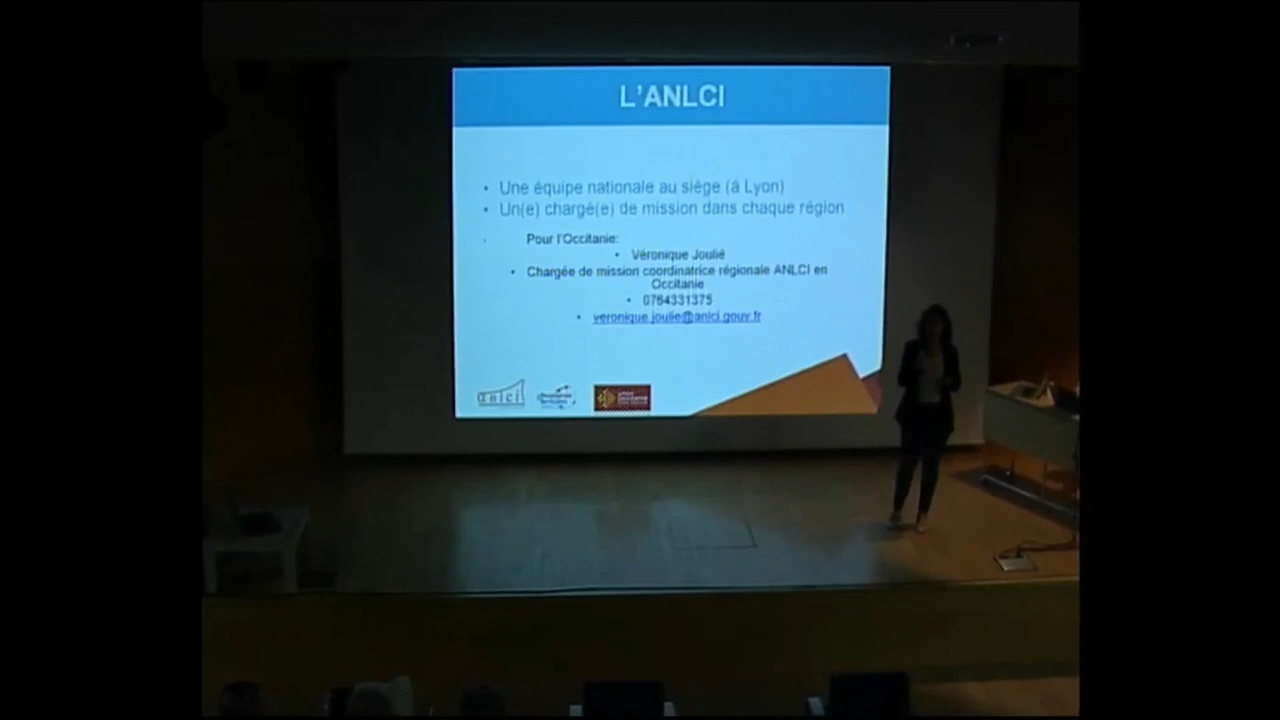 L'ANLCI
• Une équipe nationale au siège (à Lyon)
• Un(e) chargé(e) de mission dans chaque région
Pour l'Occitanie:
• Véronique Joulié
• Chargée de mission coordinatrice régionale ANLCI en
Occitanie
• 0764331375
• veronique.joulie@anlci.gouv.fr
anlci